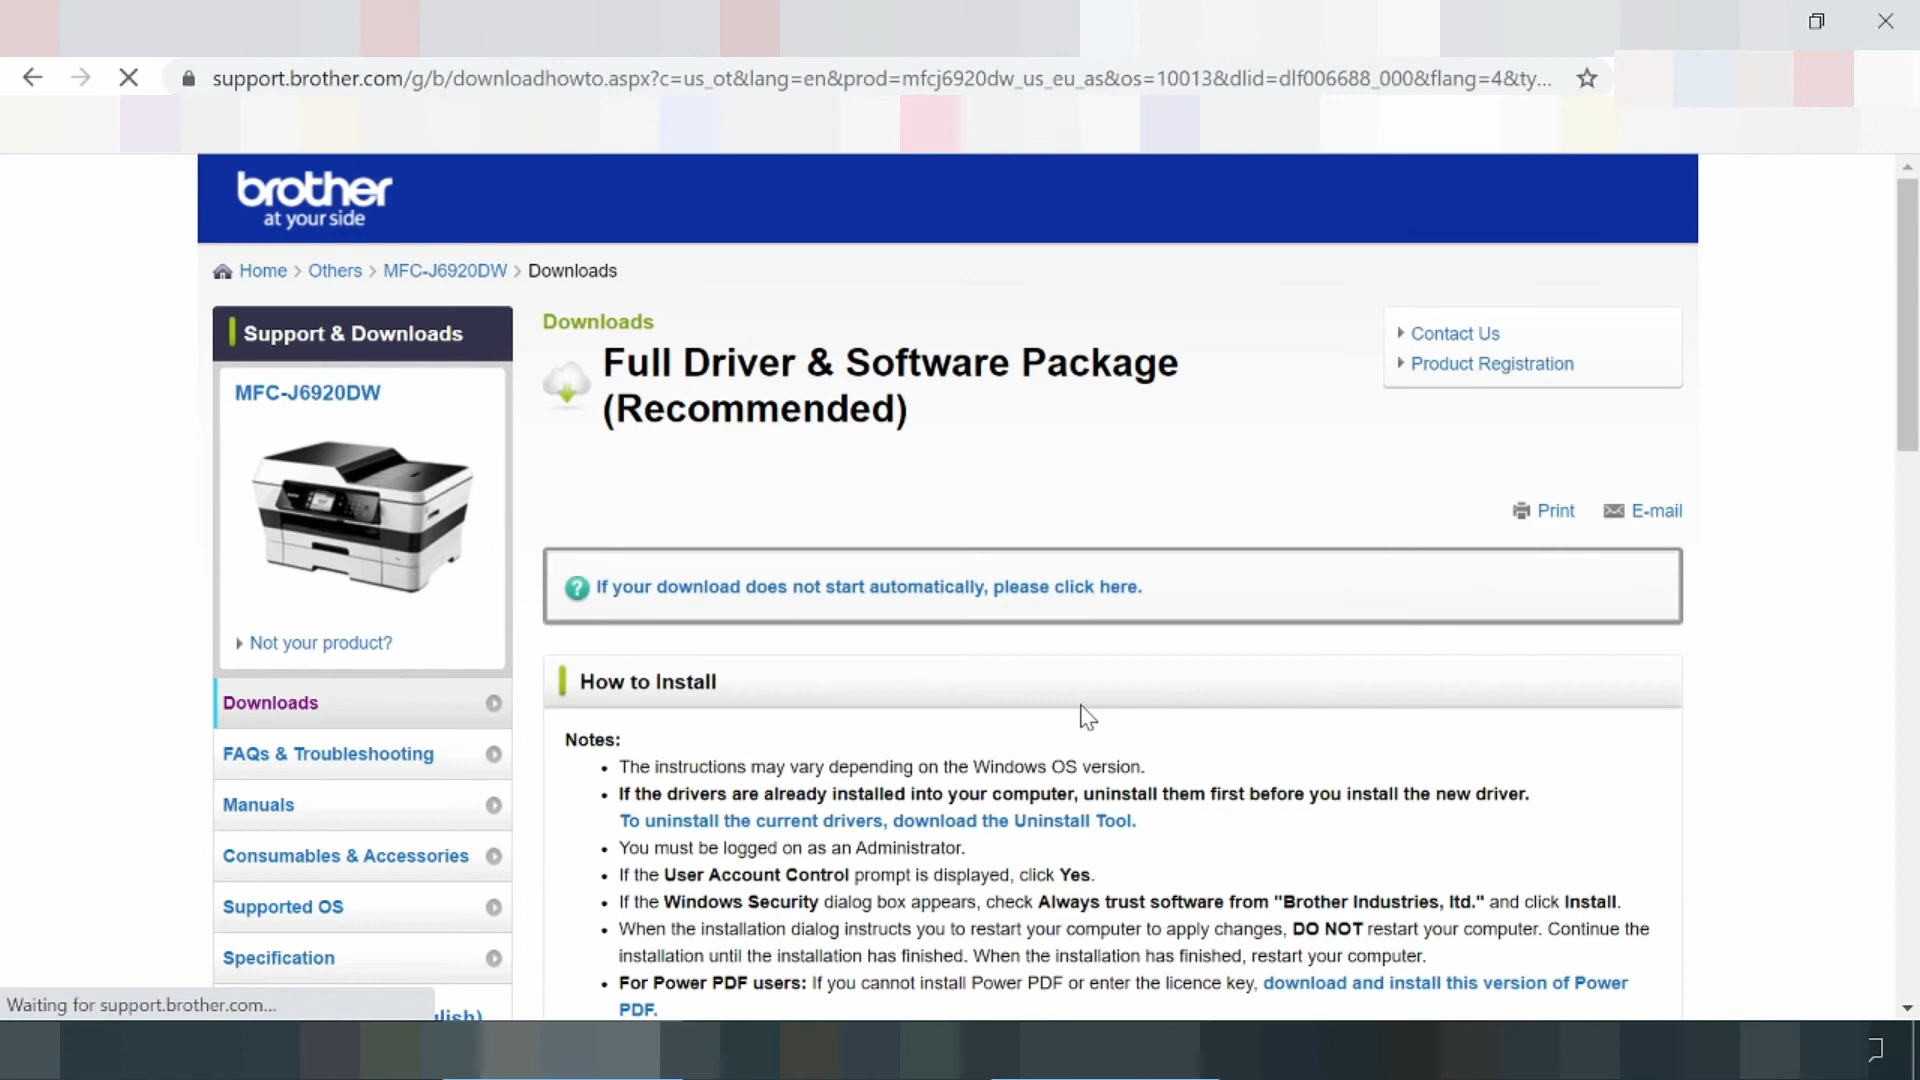 support.brother.com/g/b/downloadhowto.aspx?c=us_ot&lang=en&prod=mfcj6920dw_us_eu_as&os=10013&dlid=dlf006688_000&flang=4&ty...
brother
at your side
Home > Others > MFC-J6920DW > Downloads
Support & Downloads
MFC-J6920DW
Not your product?
Downloads
FAQs & Troubleshooting
Manuals
Consumables & Accessories
Supported OS
Specification
Downloads
Full Driver & Software Package
(Recommended)
Contact Us
Product Registration
Print E-mail
If your download does not start automatically, please click here.
How to Install
Notes:
• The instructions may vary depending on the Windows OS version.
• If the drivers are already installed into your computer, uninstall them first before you install the new driver.
To uninstall the current drivers, download the Uninstall Tool.
• You must be logged on as an Administrator.
• If the User Account Control prompt is displayed, click Yes.
• If the Windows Security dialog box appears, check Always trust software from "Brother Industries, ltd." and click Install.
• When the installation dialog instructs you to restart your computer to apply changes, DO NOT restart your computer. Continue the
installation until the installation has finished. When the installation has finished, restart your computer.
• For Power PDF users: If you cannot install Power PDF or enter the licence key, download and install this version of Power
PDF.
Waiting for support.brother.com...